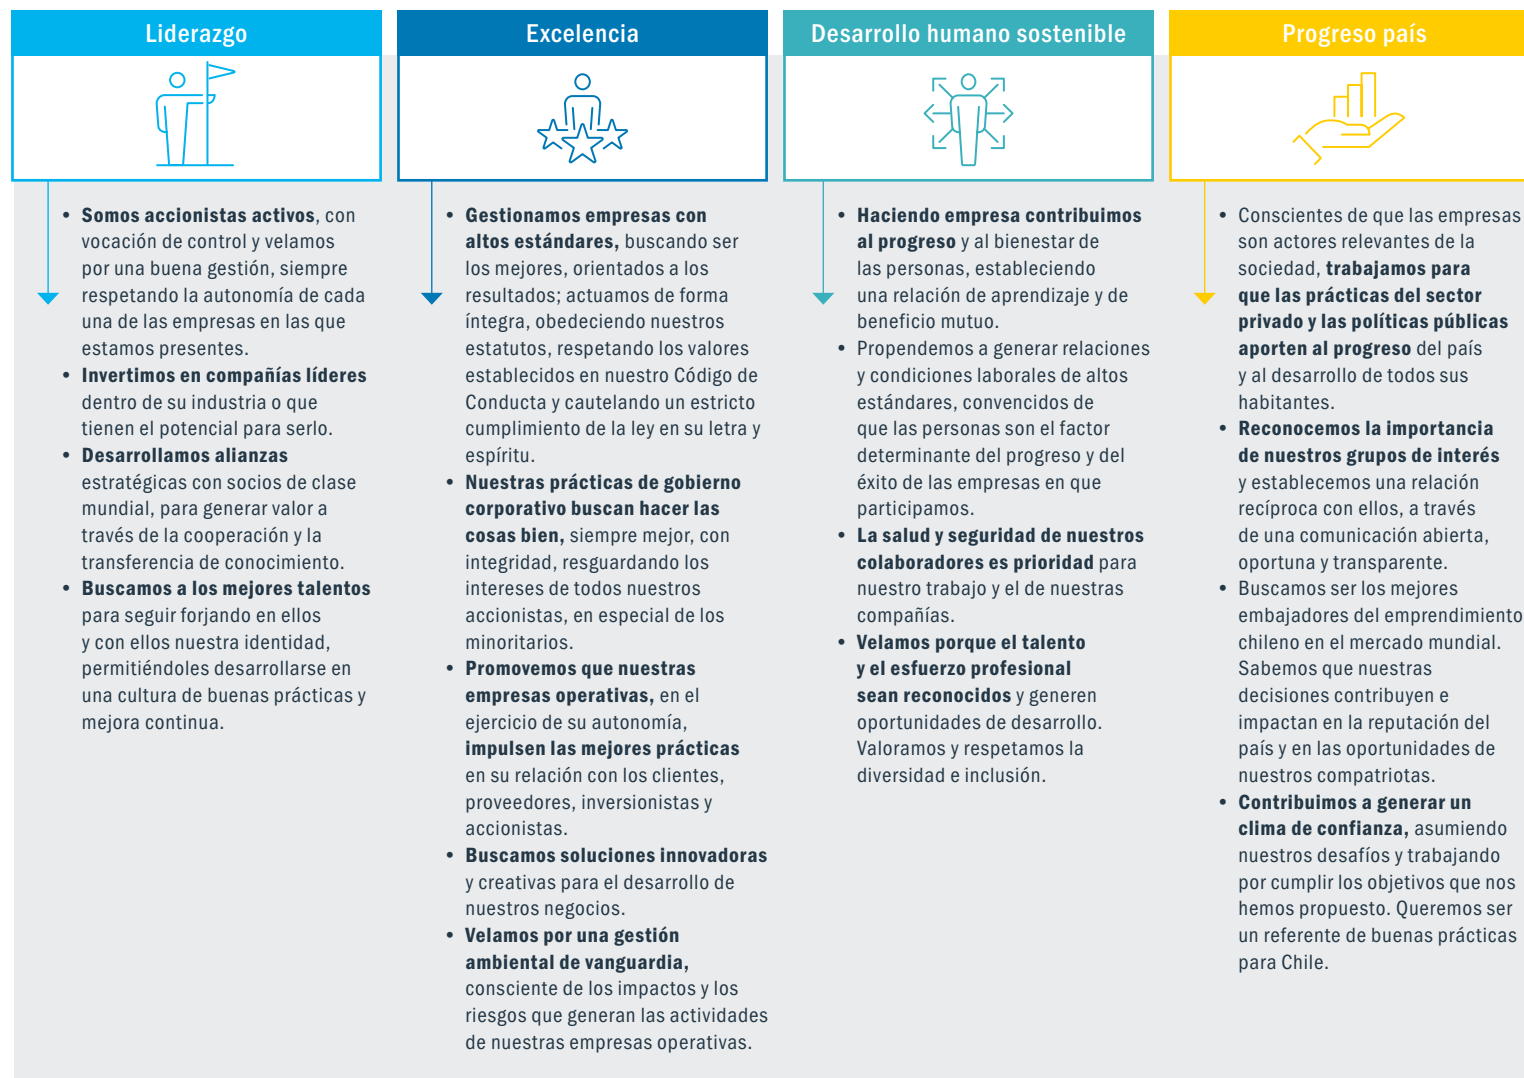 Liderazgo
• Somos accionistas activos, con
vocación de control y velamos
por una buena gestión, siempre
respetando la autonomía de cada
una de las empresas en las que
estamos presentes.
• Invertimos en compañías líderes
dentro de su industria o que
tienen el potencial para serlo.
• Desarrollamos alianzas
estratégicas con socios de clase
mundial, para generar valor a
través de la cooperación y la
transferencia de conocimiento.
• Buscamos a los mejores talentos
para seguir forjando en ellos
y con ellos nuestra identidad,
permitiéndoles desarrollarse en
una cultura de buenas prácticas y
mejora continua.
Excelencia
• Gestionamos empresas con
altos estándares, buscando ser
los mejores, orientados a los
resultados; actuamos de forma
íntegra, obedeciendo nuestros
estatutos, respetando los valores
establecidos en nuestro Código de
Conducta y cautelando un estricto
cumplimiento de la ley en su letra y
espíritu.
• Nuestras prácticas de gobierno
corporativo buscan hacer las
cosas bien, siempre mejor, con
integridad, resguardando los
intereses de todos nuestros
accionistas, en especial de los
minoritarios.
• Promovemos que nuestras
empresas operativas, en el
ejercicio de su autonomía,
impulsen las mejores prácticas
en su relación con los clientes,
proveedores, inversionistas y
accionistas.
• Buscamos soluciones innovadoras
y creativas para el desarrollo de
nuestros negocios.
• Velamos por una gestión
ambiental de vanguardia,
consciente de los impactos y los
riesgos que generan las actividades
de nuestras empresas operativas.
Desarrollo humano sostenible
• Haciendo empresa contribuimos
al progreso y al bienestar de
las personas, estableciendo
una relación de aprendizaje y de
beneficio mutuo.
• Propendemos a generar relaciones
y condiciones laborales de altos
estándares, convencidos de
que las personas son el factor
determinante del progreso y del
éxito de las empresas en que
participamos.
• La salud y seguridad de nuestros
colaboradores es prioridad para
nuestro trabajo y el de nuestras
compañías.
• Velamos porque el talento
y el esfuerzo profesional
sean reconocidos y generen
oportunidades de desarrollo.
Valoramos y respetamos la
diversidad e inclusión.
Progreso país
• Conscientes de que las empresas
son actores relevantes de la
sociedad, trabajamos para
que las prácticas del sector
privado y las políticas públicas
aporten al progreso del país
y al desarrollo de todos sus
habitantes.
• Reconocemos la importancia
de nuestros grupos de interés
y establecemos una relación
recíproca con ellos, a través
de una comunicación abierta,
oportuna y transparente.
• Buscamos ser los mejores
embajadores del emprendimiento
chileno en el mercado mundial.
Sabemos que nuestras
decisiones contribuyen e
impactan en la reputación del
país y en las oportunidades de
nuestros compatriotas.
• Contribuimos a generar un
clima de confianza, asumiendo
nuestros desafíos y trabajando
por cumplir los objetivos que nos
hemos propuesto. Queremos ser
un referente de buenas prácticas
para Chile.